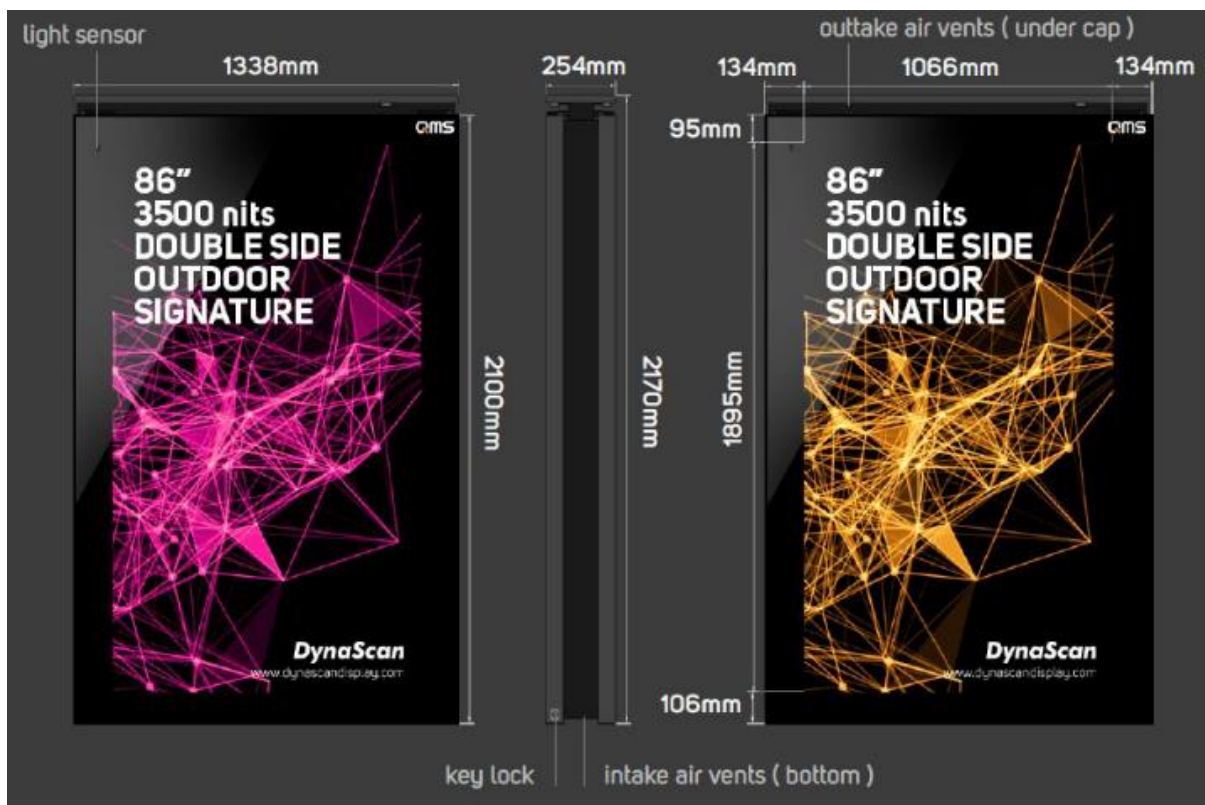 light sensor
outtake air vents ( under cap )
1338mm
254mm
134mm
1066mm
134mm
95mm
QMS
QMS
86”
3500 nits
DOUBLE SIDE
OUTDOOR
SIGNATURE
86”
3500 nits
DOUBLE SIDE
OUTDOOR
SIGNATURE
2100mm
2170mm
1895mm
DynaScan
www.dynascandisplay.com
DynaScan
www.dynascandisplay.com
106mm
key lock
intake air vents ( bottom )